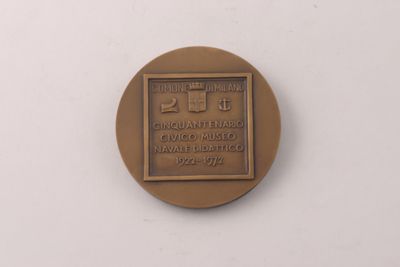 COMUNE DI MILANO
CINQUANTENARIO
CIVICO MUSEO
NAVALE DIDATTICO
1922-1972